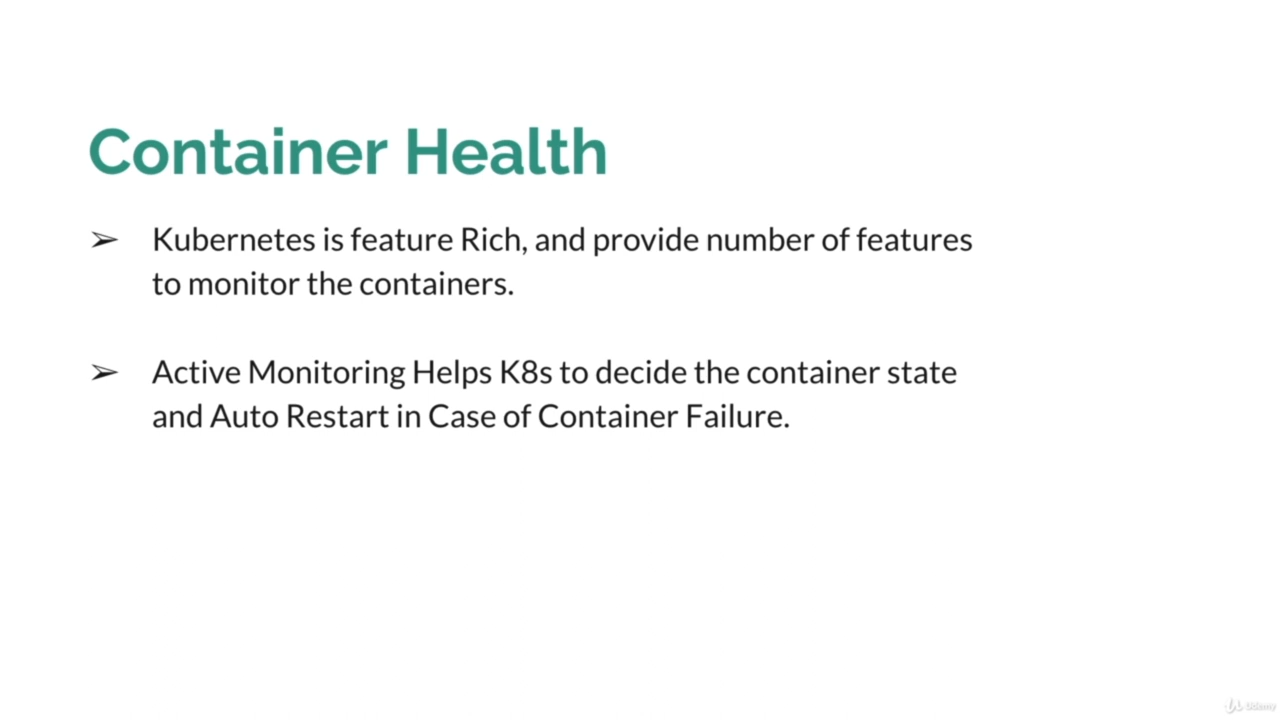 Container Health
➢ Kubernetes is feature Rich, and provide number of features
to monitor the containers.
➢ Active Monitoring Helps K8s to decide the container state
and Auto Restart in Case of Container Failure.
Udemy